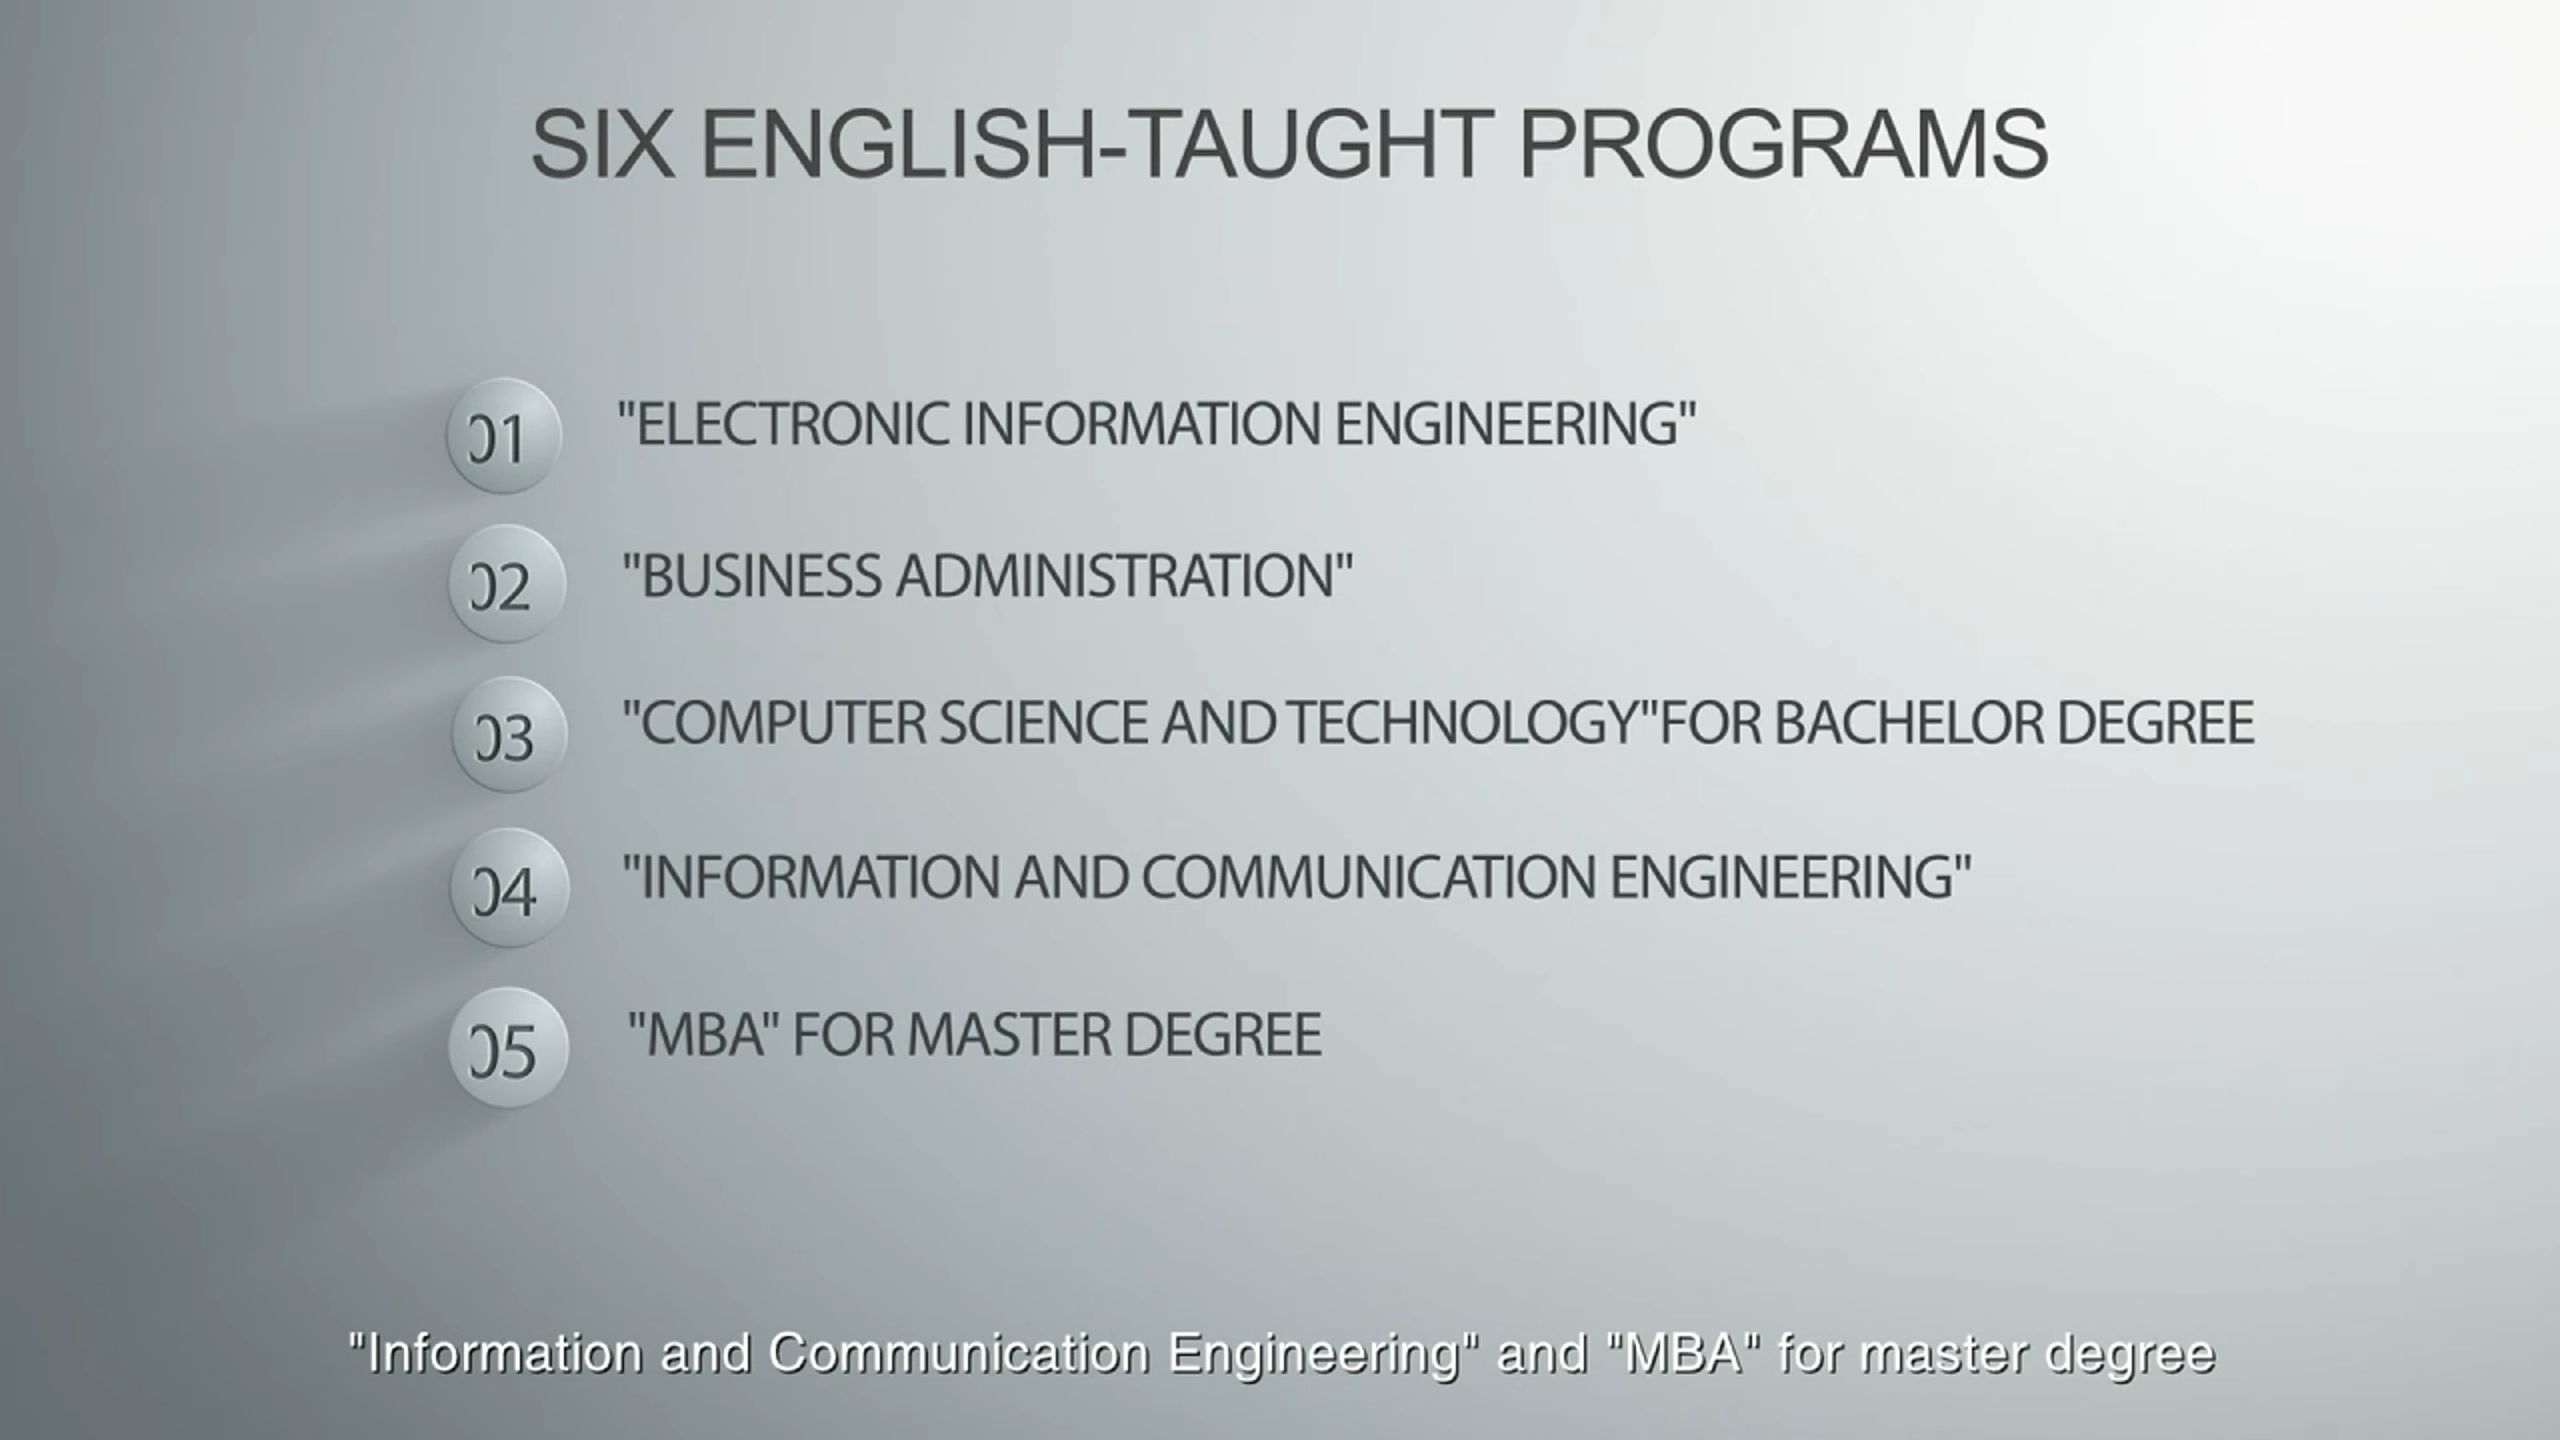 SIX ENGLISH-TAUGHT PROGRAMS
01 "ELECTRONIC INFORMATION ENGINEERING"
02 "BUSINESS ADMINISTRATION"
03 "COMPUTER SCIENCE AND TECHNOLOGY"FOR BACHELOR DEGREE
04 "INFORMATION AND COMMUNICATION ENGINEERING"
05 "MBA" FOR MASTER DEGREE
"Information and Communication Engineering" and "MBA" for master degree